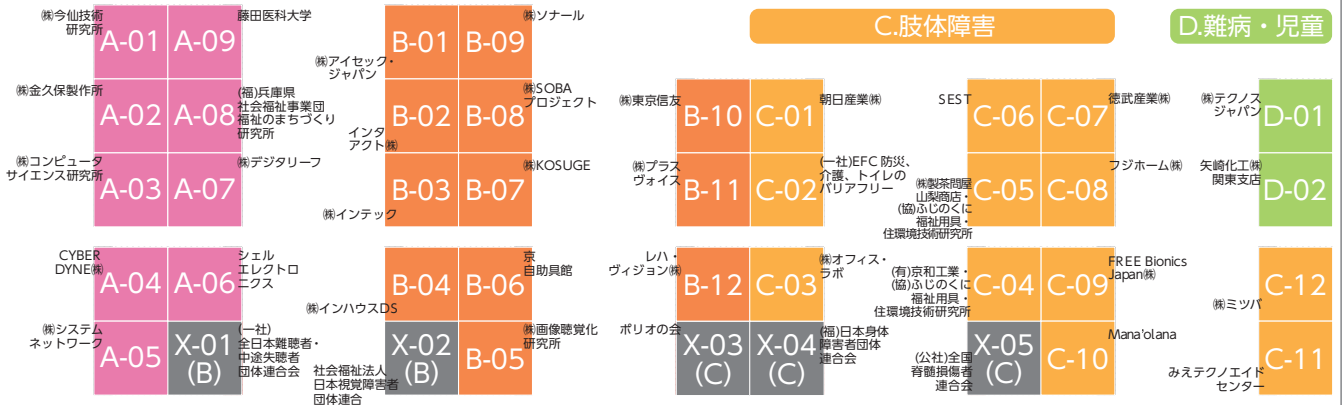 C.肢体障害
D.難病・児童
㈱今仙技術
研究所
A-01
A-09
藤田医科大学
㈱金久保製作所
A-02
A-08
(福)兵庫県
社会福祉事業団
福祉のまちづくり
研究所
㈱コンピュータ
サイエンス研究所
A-03
A-07
㈱デジタリーフ
CYBER
DYNE㈱
A-04
A-06
シェル
エレクトロ
ニクス
㈱システム
ネットワーク
A-05
X-01
(B)
(一社)
全日本難聴者・
中途失聴者
団体連合会
㈱アイセック・
ジャパン
B-01
B-09
㈱ソナール
インタ
アクト㈱
B-02
B-08
㈱SOBA
プロジェクト
㈱インテック
B-03
B-07
㈱KOSUGE
㈱インハウスDS
B-04
B-06
京
自助具館
社会福祉法人
日本視覚障害者
団体連合
X-02
(B)
B-05
㈱画像聴覚化
研究所
㈱東京信友
B-10
C-01
朝日産業㈱
㈱プラス
ヴォイス
B-11
C-02
(一社)EFC 防災、
介護、トイレの
バリアフリー
レハ・
ヴィジョン㈱
B-12
C-03
㈱オフィス・
ラボ
ポリオの会
X-03
(C)
X-04
(C)
(福)日本身体
障害者団体
連合会
SEST
C-06
C-07
徳武産業㈱
㈱製茶問屋
山梨商店・
(協)ふじのくに
福祉用具・
住環境技術研究所
C-05
C-08
フジホーム㈱
(有)京和工業・
(協)ふじのくに
福祉用具・
住環境技術研究所
C-04
C-09
FREE Bionics
Japan㈱
(公社)全国
脊髄損傷者
連合会
X-05
(C)
C-10
Mana'olana
㈱テクノス
ジャパン
D-01
矢崎化工㈱
関東支店
D-02
㈱ミツバ
C-12
みえテクノエイド
センター
C-11